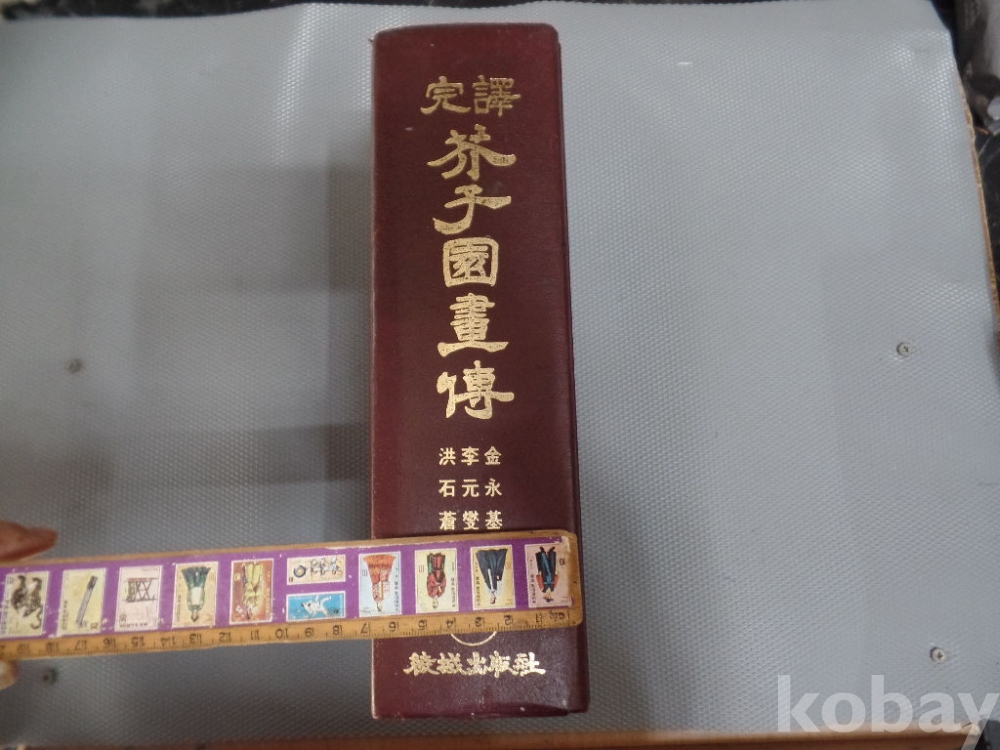 完譯
芥子園畫傳
金永基
李元燮
洪石蒼
稜城出版社
kobay